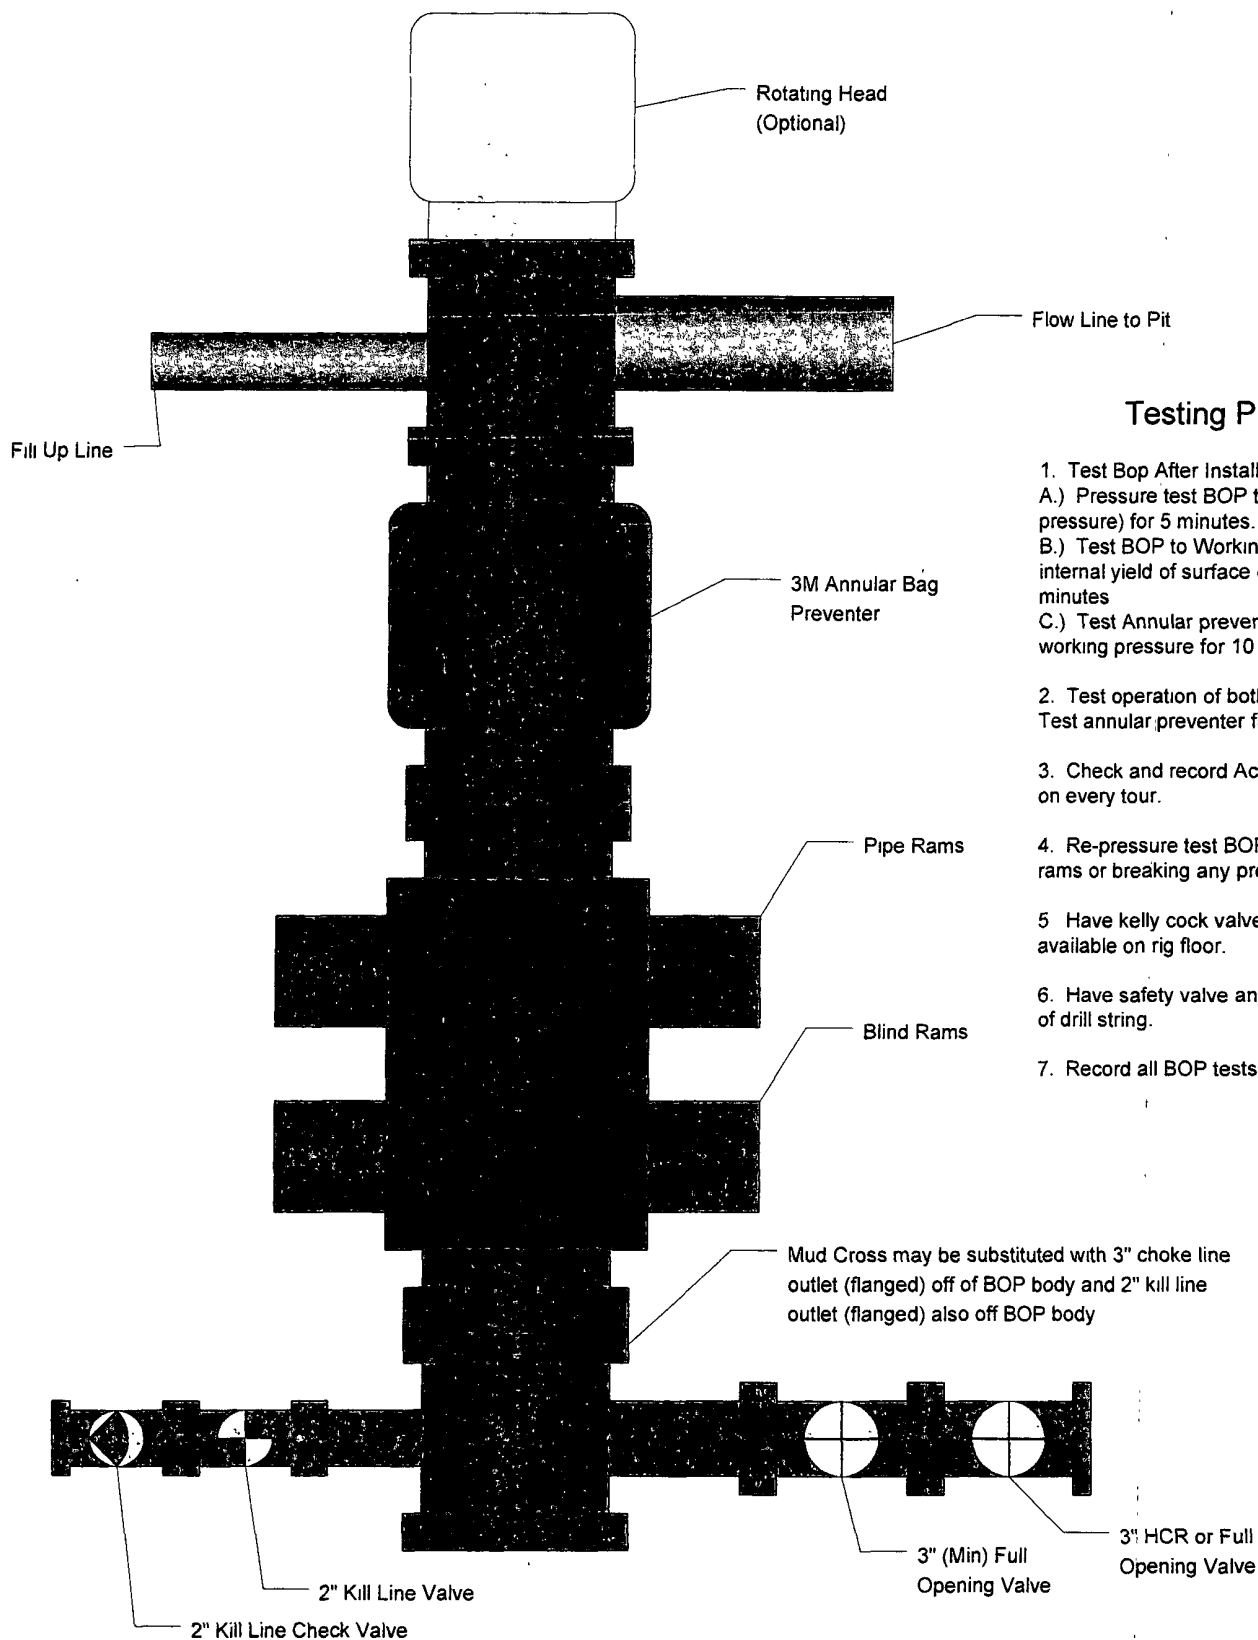 Rotating Head
(Optional)
Flow Line to Pit
Fill Up Line
Testing P
1. Test Bop After Install
A.) Pressure test BOP t
pressure) for 5 minutes.
B.) Test BOP to Workin
internal yield of surface
minutes
C.) Test Annular preven
working pressure for 10
2. Test operation of both
Test annular preventer f
3. Check and record Ac
on every tour.
4. Re-pressure test BOP
rams or breaking any pre
5 Have kelly cock valve
available on rig floor.
6. Have safety valve an
of drill string.
7. Record all BOP tests
3M Annular Bag
Preventer
Pipe Rams
Blind Rams
Mud Cross may be substituted with 3" choke line
outlet (flanged) off of BOP body and 2" kill line
outlet (flanged) also off BOP body
3" (Min) Full
Opening Valve
3" HCR or Full
Opening Valve
2" Kill Line Valve
2" Kill Line Check Valve